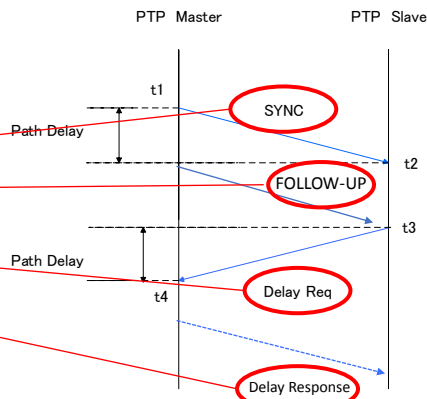 PTP Master
PTP Slave
t1
SYNC
Path Delay
t2
FOLLOW-UP
t3
Path Delay
Delay Req
t4
Delay Response